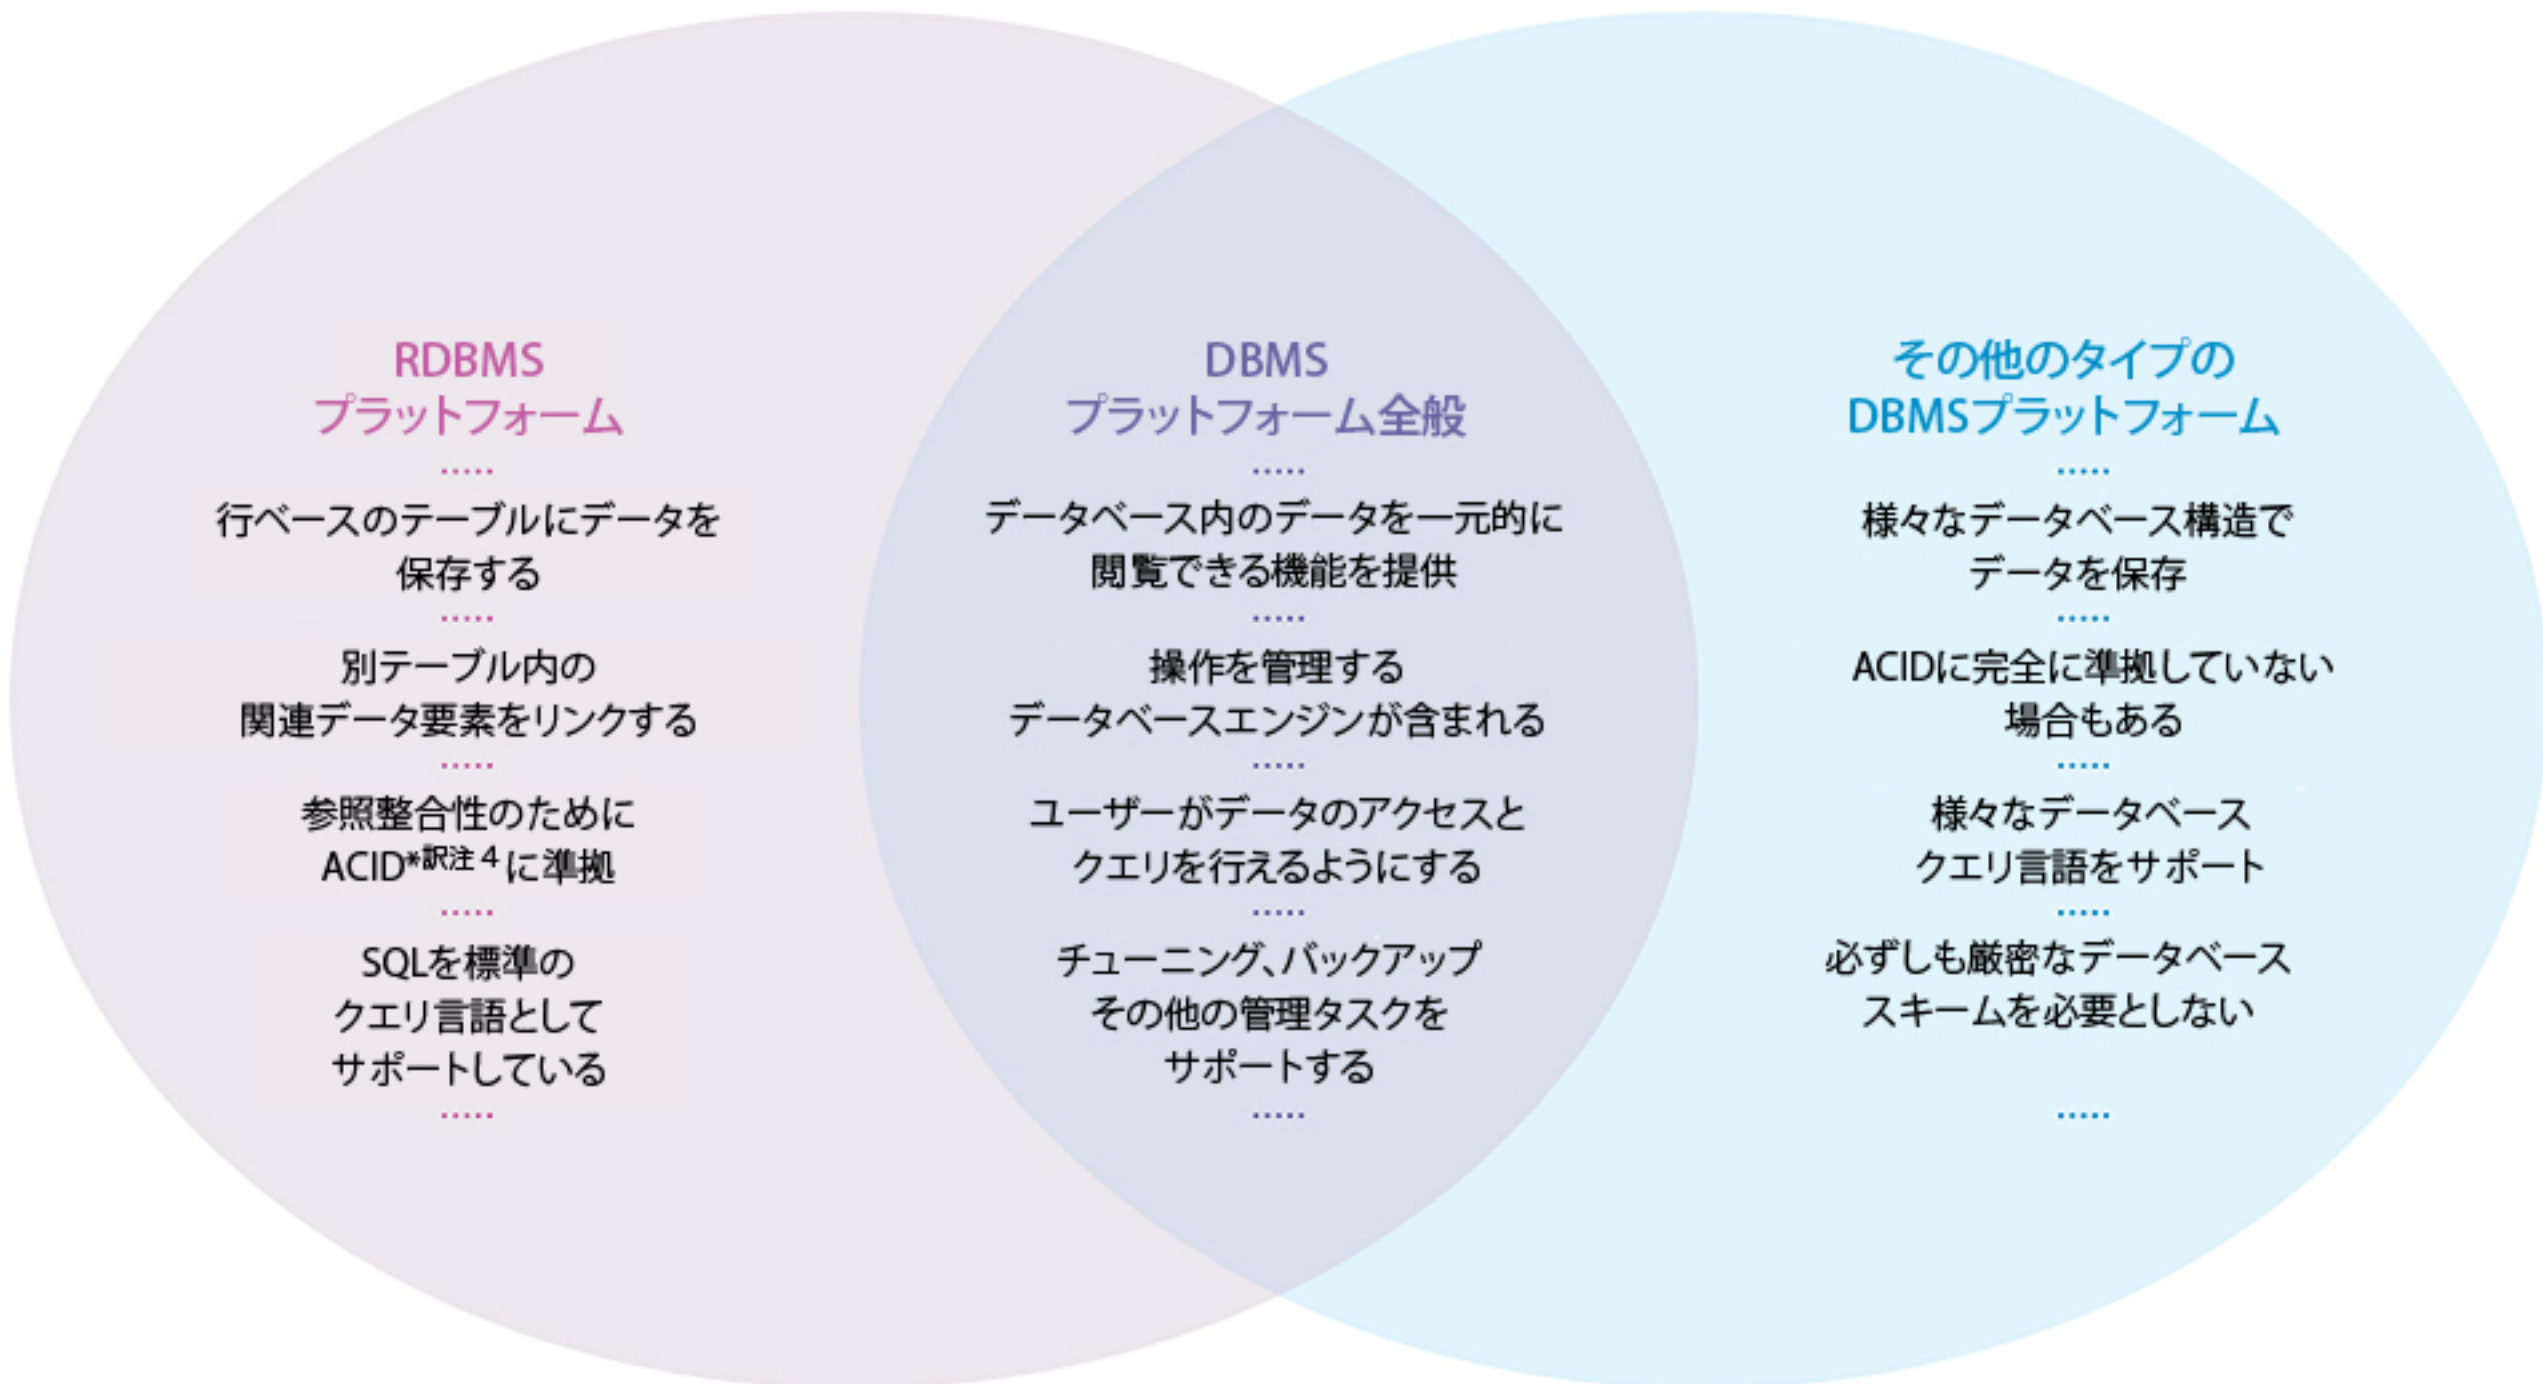 RDBMS
プラットフォーム
行ベースのテーブルにデータを
保存する
別テーブル内の
関連データ要素をリンクする
参照整合性のために
ACID*訳注４に準拠
SQLを標準の
クエリ言語として
サポートしている
DBMS
プラットフォーム全般
データベース内のデータを一元的に
閲覧できる機能を提供
操作を管理する
データベースエンジンが含まれる
ユーザーがデータのアクセスと
クエリを行えるようにする
チューニング、バックアップ
その他の管理タスクを
サポートする
その他のタイプの
DBMSプラットフォーム
様々なデータベース構造で
データを保存
ACIDに完全に準拠していない
場合もある
様々なデータベース
クエリ言語をサポート
必ずしも厳密なデータベース
スキームを必要としない